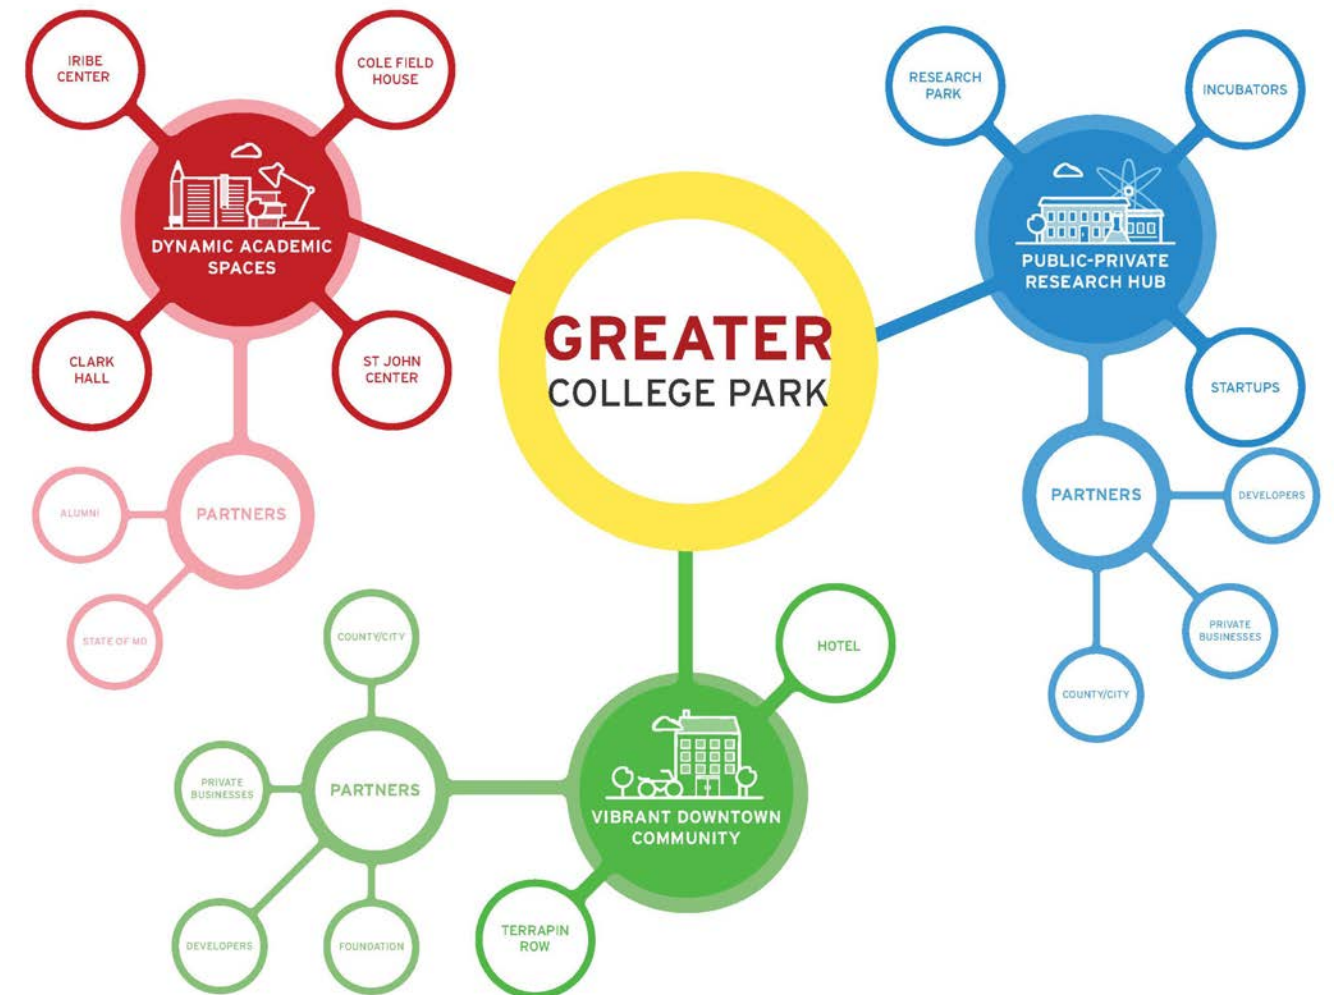 IRIBE
CENTER
COLE FIELD
HOUSE
DYNAMIC ACADEMIC
SPACES
CLARK
HALL
ST JOHN
CENTER
PARTNERS
ALUMNI
STATE OF MD
GREATER
COLLEGE PARK
RESEARCH
PARK
INCUBATORS
PUBLIC-PRIVATE
RESEARCH HUB
STARTUPS
PARTNERS
DEVELOPERS
PRIVATE
BUSINESSES
COUNTY/CITY
HOTEL
VIBRANT DOWNTOWN
COMMUNITY
TERRAPIN
ROW
PARTNERS
COUNTY/CITY
PRIVATE
BUSINESSES
DEVELOPERS
FOUNDATION